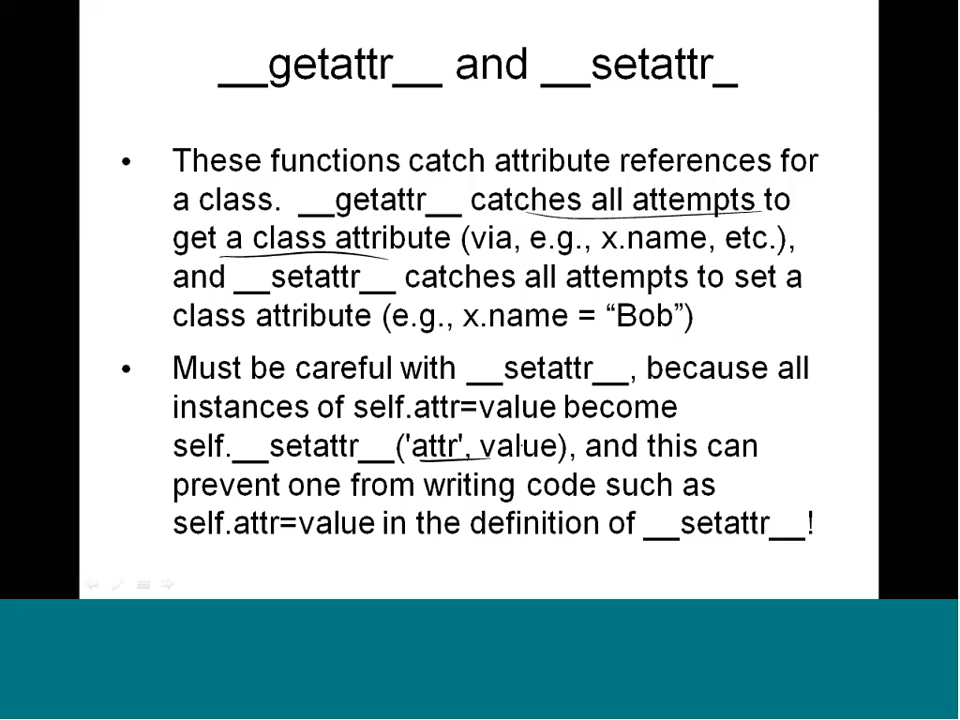 __getattr__ and __setattr_
• These functions catch attribute references for
a class. __getattr__ catches all attempts to
get a class attribute (via, e.g., x.name, etc.),
and __setattr__ catches all attempts to set a
class attribute (e.g., x.name = “Bob”)
• Must be careful with __setattr__, because all
instances of self.attr=value become
self.__setattr__('attr', value), and this can
prevent one from writing code such as
self.attr=value in the definition of __setattr__!